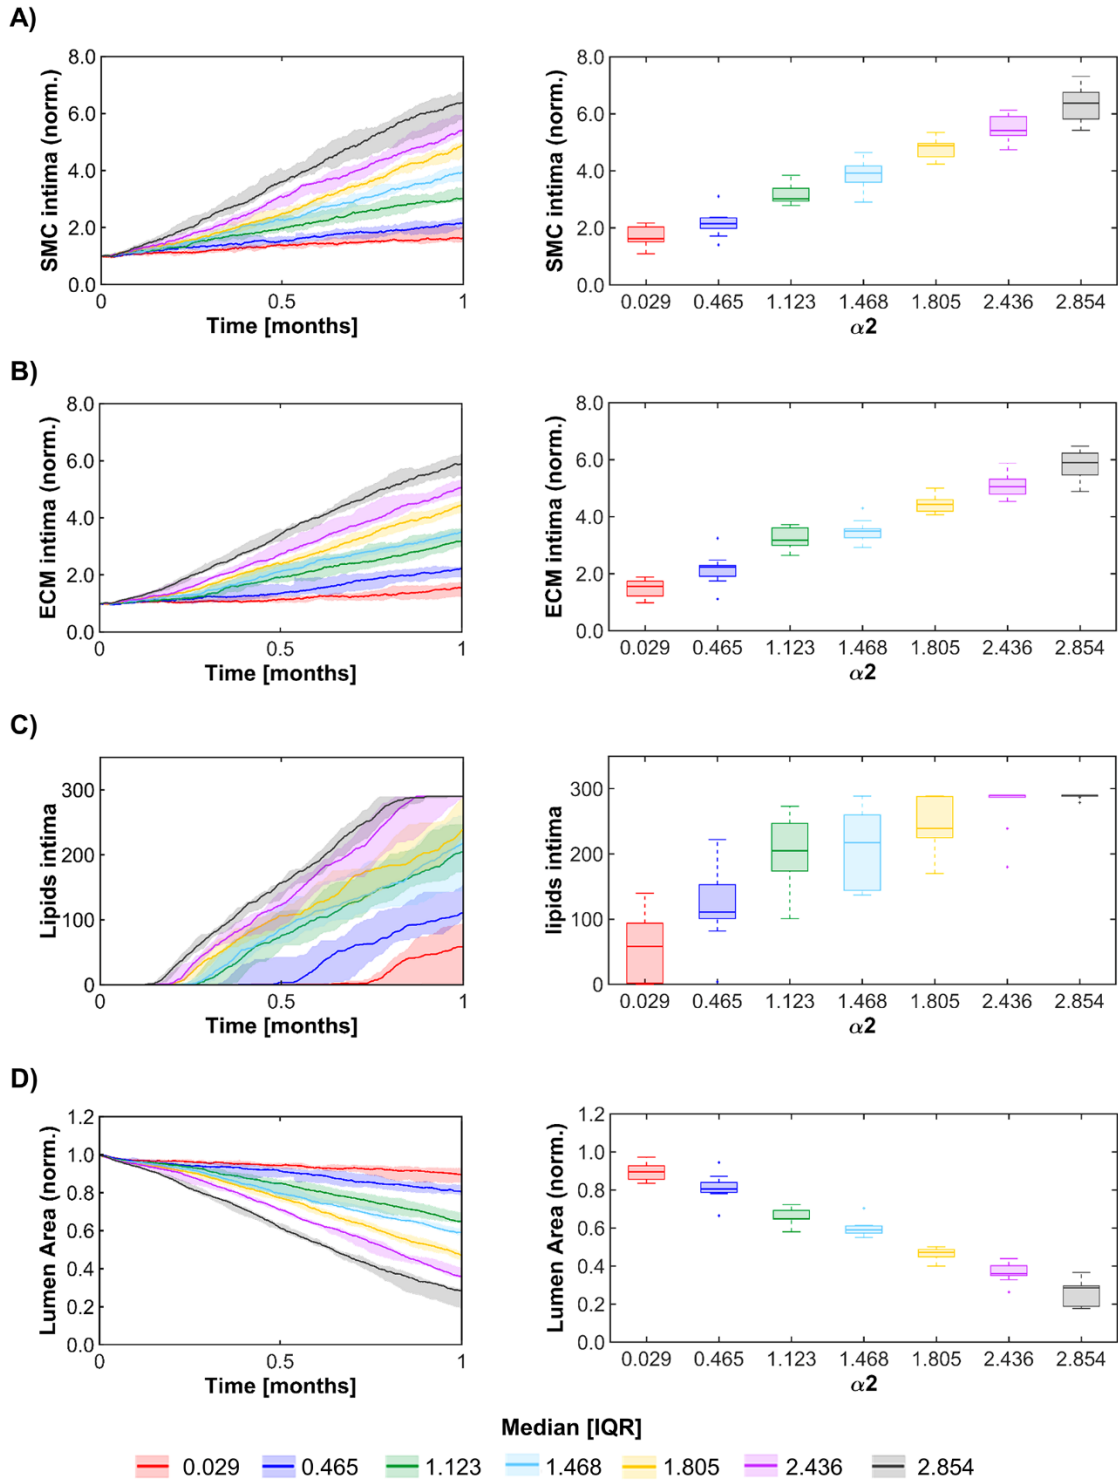 A)
8.0
6.0
4.0
2.0
0.0
SMC intima (norm.)
0 0.5 1
Time [months]
8.0
6.0
4.0
2.0
0.0
SMC intima (norm.)
0.029 0.465 1.123 1.468 1.805 2.436 2.854
α2
B)
8.0
6.0
4.0
2.0
0.0
ECM intima (norm.)
0 0.5 1
Time [months]
8.0
6.0
4.0
2.0
0.0
ECM intima (norm.)
0.029 0.465 1.123 1.468 1.805 2.436 2.854
α2
C)
300
200
100
0
Lipids intima
0 0.5 1
Time [months]
300
200
100
0
lipids intima
0.029 0.465 1.123 1.468 1.805 2.436 2.854
α2
D)
1.2
1.0
0.8
0.6
0.4
0.2
0.0
Lumen Area (norm.)
0 0.5 1
Time [months]
1.2
1.0
0.8
0.6
0.4
0.2
0.0
Lumen Area (norm.)
0.029 0.465 1.123 1.468 1.805 2.436 2.854
α2
Median [IQR]
0.029 0.465 1.123 1.468 1.805 2.436 2.854